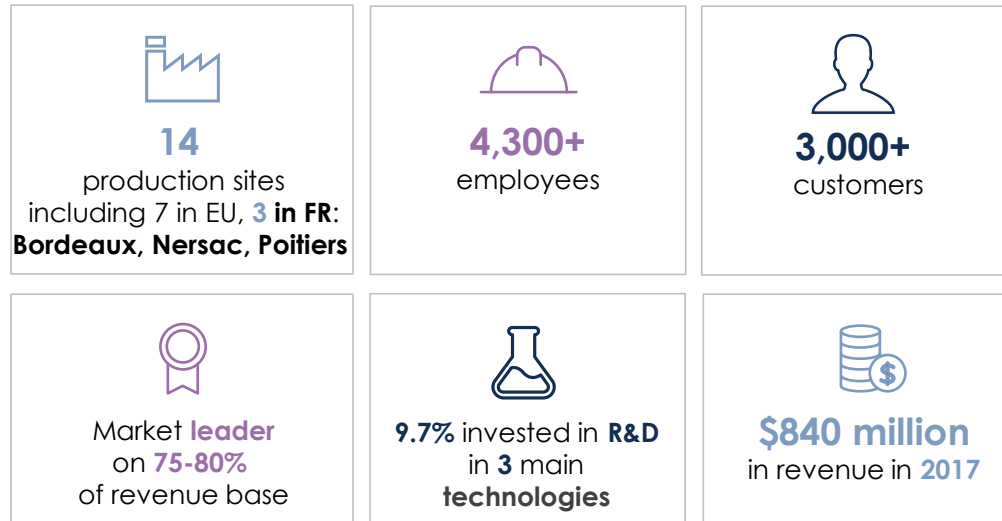 14
production sites
including 7 in EU, 3 in FR:
Bordeaux, Nersac, Poitiers
4,300+
employees
3,000+
customers
Market leader
on 75-80%
of revenue base
9.7% invested in R&D
in 3 main
technologies
$
$840 million
in revenue in 2017